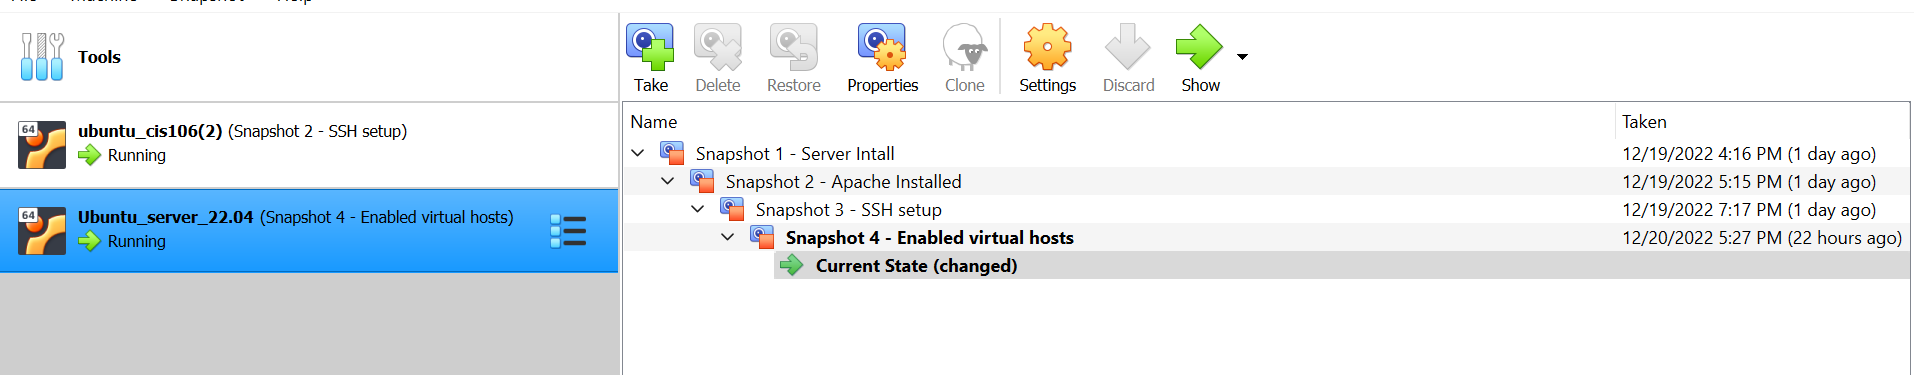 Tools
64
ubuntu_cis106(2) (Snapshot 2 - SSH setup)
Running
64
Ubuntu_server_22.04 (Snapshot 4 - Enabled virtual hosts)
Running
Take Delete Restore Properties Clone Settings Discard Show
Name Taken
Snapshot 1 - Server Intall 12/19/2022 4:16 PM (1 day ago)
Snapshot 2 - Apache Installed 12/19/2022 5:15 PM (1 day ago)
Snapshot 3 - SSH setup 12/19/2022 7:17 PM (1 day ago)
Snapshot 4 - Enabled virtual hosts 12/20/2022 5:27 PM (22 hours ago)
Current State (changed)